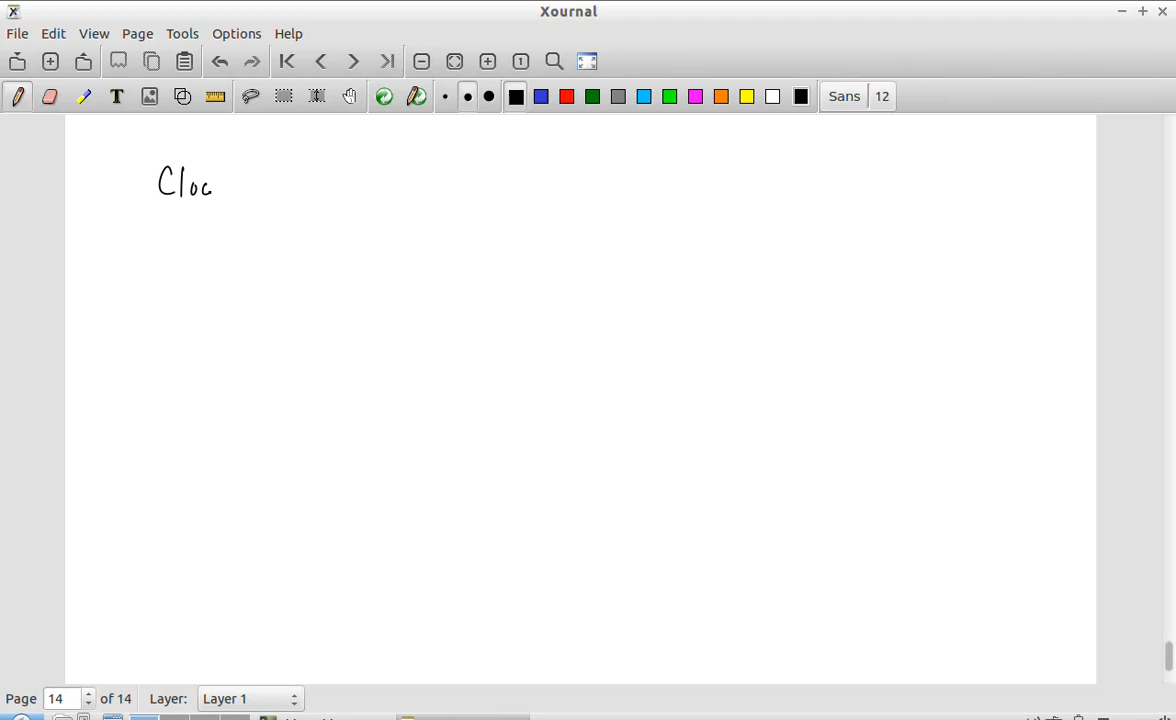 Xournal
File Edit View Page Tools Options Help
Sans 12
Cloc
Page 14 of 14 Layer: Layer 1